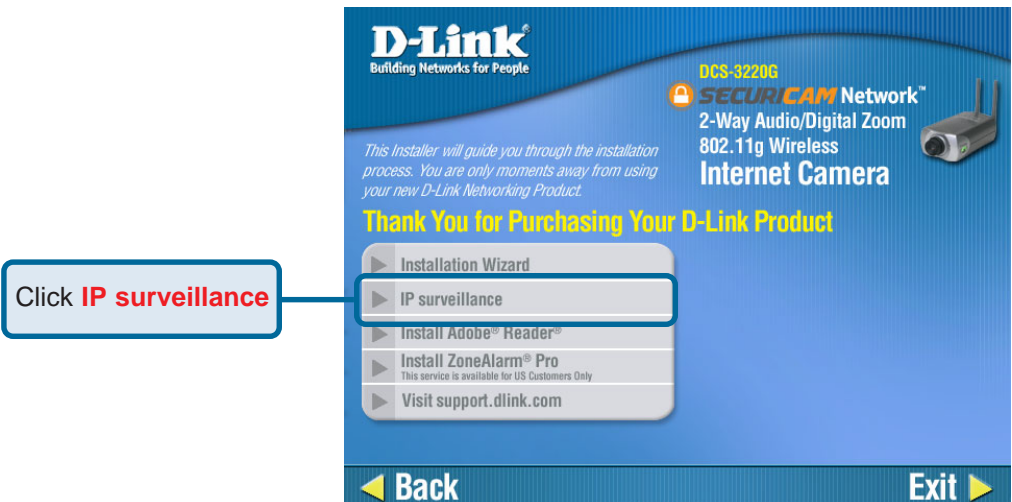 D-Link®
Building Networks for People
DCS-3220G
SECURICAM Network™
2-Way Audio/Digital Zoom
802.11g Wireless
Internet Camera
This Installer will guide you through the installation
process. You are only moments away from using
your new D-Link Networking Product.
Thank You for Purchasing Your D-Link Product
Installation Wizard
Click IP surveillance
IP surveillance
Install Adobe® Reader®
Install ZoneAlarm® Pro
This service is available for US Customers Only
Visit support.dlink.com
Back
Exit